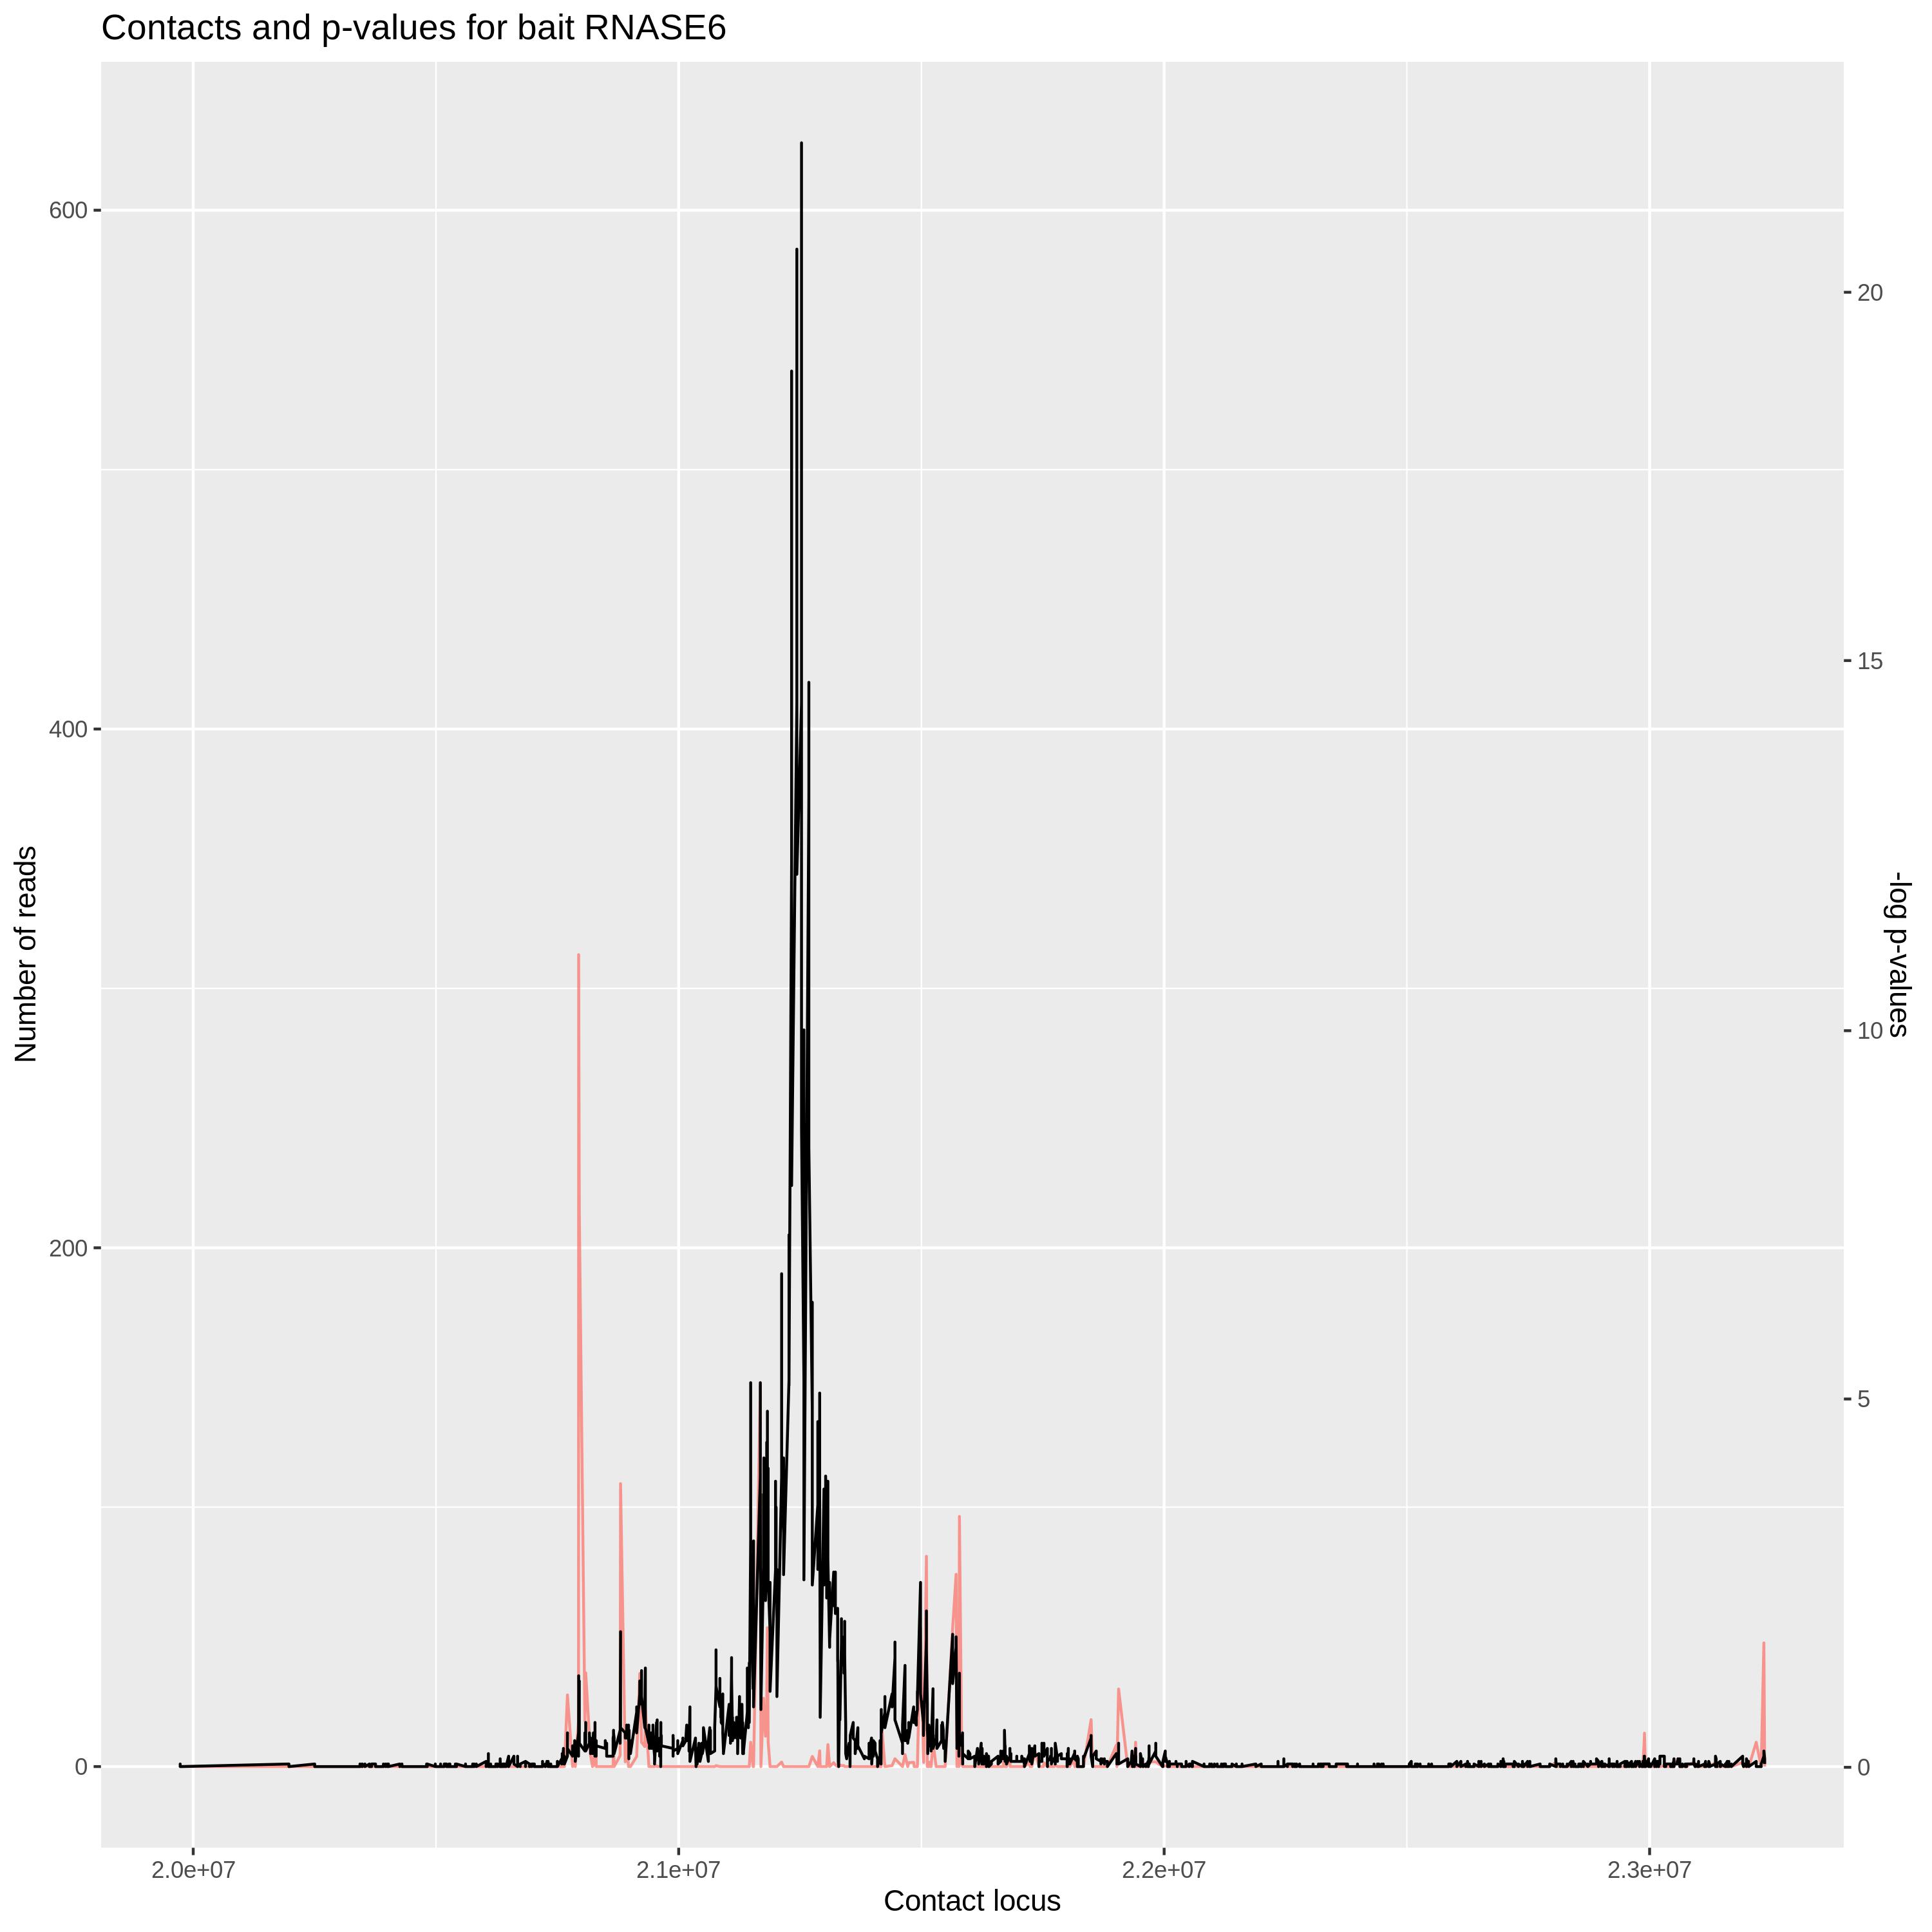 Contacts and p-values for bait RNASE6
600
400
200
0
Number of reads
20
15
10
5
0
-log p-values
2.0e+07
2.1e+07
2.2e+07
2.3e+07
Contact locus